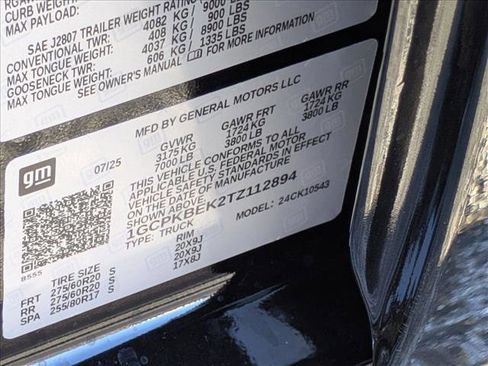 CURB
MAX PAYLOAD:
SAE J2807 TRAILER WEIGHT RATING
CONVENTIONAL TWR: 4082 KG / 9000 LBS
MAX TONGUE WEIGHT: 408 KG / 900 LBS
GOOSENECK TWR: 4037 KG / 8900 LBS
MAX TONGUE WEIGHT: 606 KG / 1335 LBS
SEE OWNER'S MANUAL FOR MORE INFORMATION
MFD BY GENERAL MOTORS LLC
gm
07/25
GVWR GAWR FRT GAWR RR
3175 KG 1724 KG 1724 KG
7000 LB 3800 LB 3800 LB
THIS VEHICLE CONFORMS TO ALL
APPLICABLE U.S. FEDERAL MOTOR
VEHICLE SAFETY STANDARDS IN EFFECT
ON THE DATE OF MANUFACTURE
SHOWN ABOVE.
1GCPKBEK2TZ112894
TYPE: TRUCK MODEL: 24CK10543
8555
TIRE SIZE RIM
FRT 275/60R20 S 20X9J
RR 275/60R20 S 20X9J
SPA 255/80R17 S 17X8J